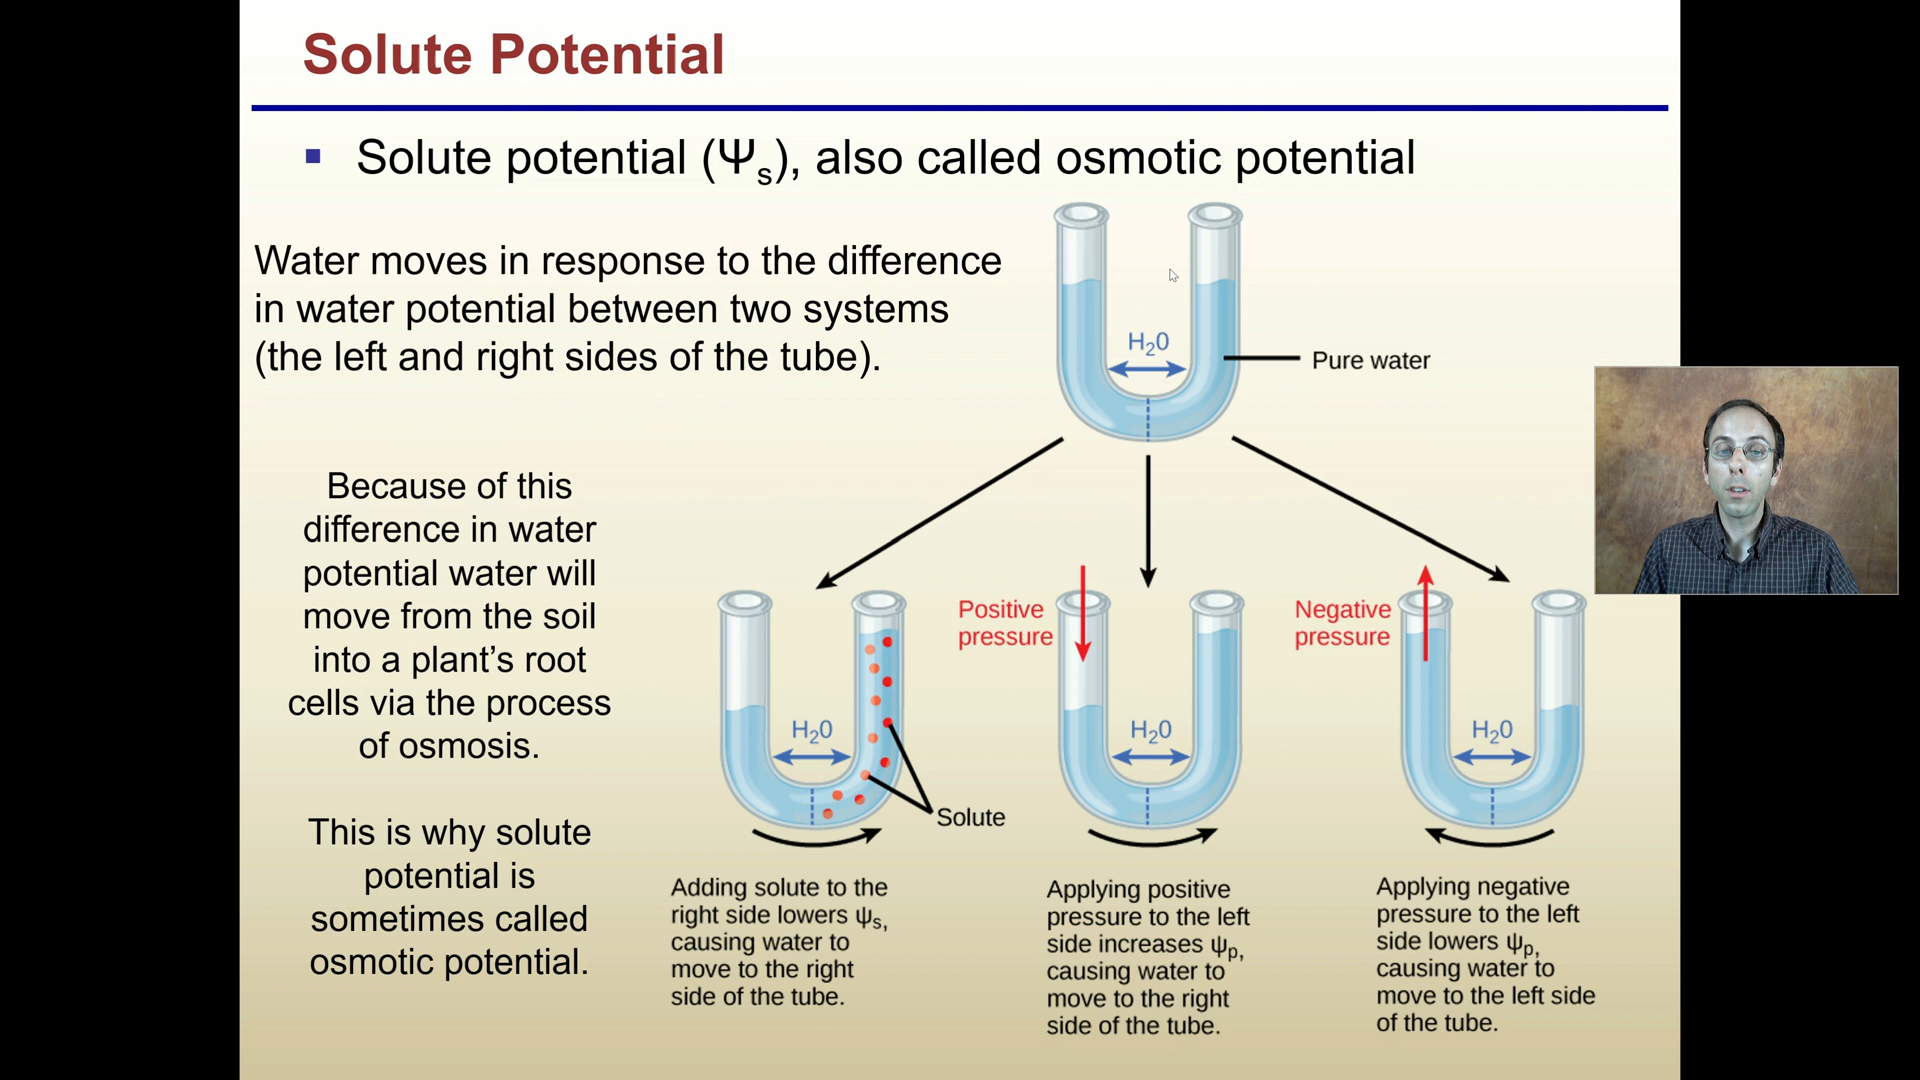 Solute Potential
▪ Solute potential (Ψs), also called osmotic potential
Water moves in response to the difference
in water potential between two systems
(the left and right sides of the tube).
H20
Pure water
Because of this
difference in water
potential water will
move from the soil
into a plant's root
cells via the process
of osmosis.
This is why solute
potential is
sometimes called
osmotic potential.
H20
Solute
Adding solute to the
right side lowers ψs,
causing water to
move to the right
side of the tube.
Positive
pressure
H20
Applying positive
pressure to the left
side increases ψp,
causing water to
move to the right
side of the tube.
Negative
pressure
H20
Applying negative
pressure to the left
side lowers ψp,
causing water to
move to the left side
of the tube.